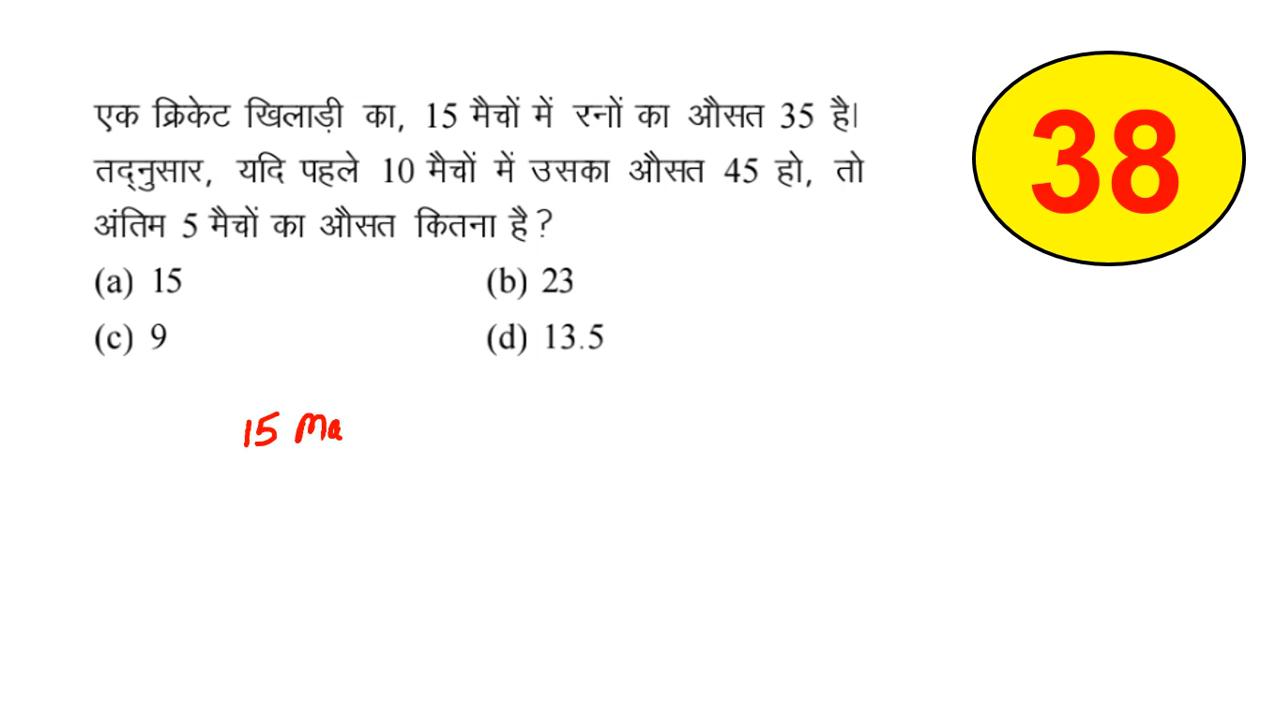 एक क्रिकेट खिलाड़ी का, 15 मैचों में रनों का औसत 35 है।
तद्नुसार, यदि पहले 10 मैचों में उसका औसत 45 हो, तो
अंतिम 5 मैचों का औसत कितना है?
(a) 15 (b) 23
(c) 9 (d) 13.5
15 Ma
38